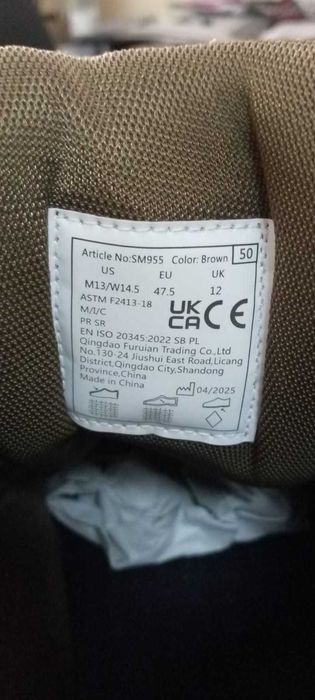 Article No:SM955 Color: Brown 50
US EU UK
M13/W14.5 47.5 12
ASTM F2413-18
M/I/C
PR SR
UK
CA CE
EN ISO 20345:2022 SB PL
Qingdao Furuian Trading Co.,Ltd
No.130-24 Jiushui East Road,Licang
District,Qingdao City,Shandong
Province,China
Made in China 04/2025